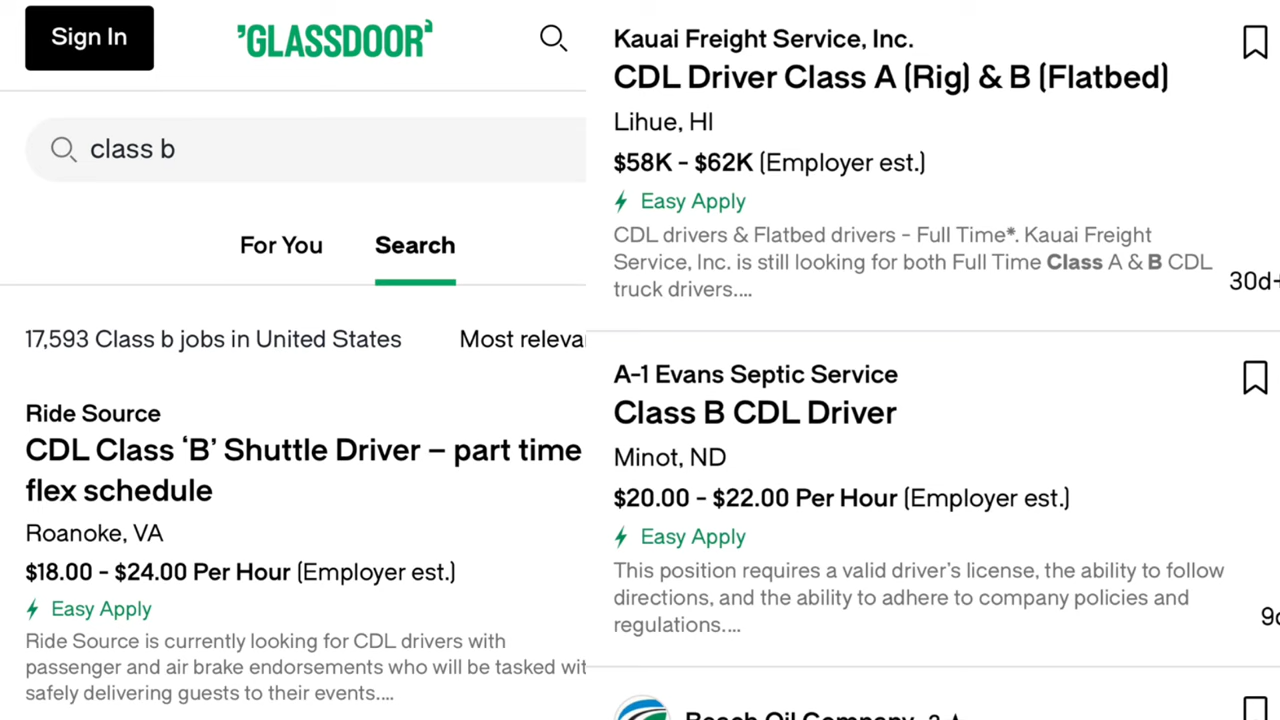 Sign In
GLASSDOOR
class b
For You
Search
17,593 Class b jobs in United States
Most
Ride Source
CDL Class ‘B’ Shuttle Driver – part time
flex schedule
Roanoke, VA
$18.00 - $24.00 Per Hour (Employer est.)
Easy Apply
Ride Source is currently looking for CDL drivers with
passenger and air brake endorsements who will be tasked
safely delivering guests to their events....
Kauai Freight Service, Inc.
CDL Driver Class A (Rig) & B (Flatbed)
Lihue, HI
$58K - $62K (Employer est.)
Easy Apply
CDL drivers & Flatbed drivers - Full Time*. Kauai Freight
Service, Inc. is still looking for both Full Time Class A & B CDL
truck drivers....
30d+
A-1 Evans Septic Service
Class B CDL Driver
Minot, ND
$20.00 - $22.00 Per Hour (Employer est.)
Easy Apply
This position requires a valid driver’s license, the ability to follow
directions, and the ability to adhere to company policies and
regulations....
Oil Company